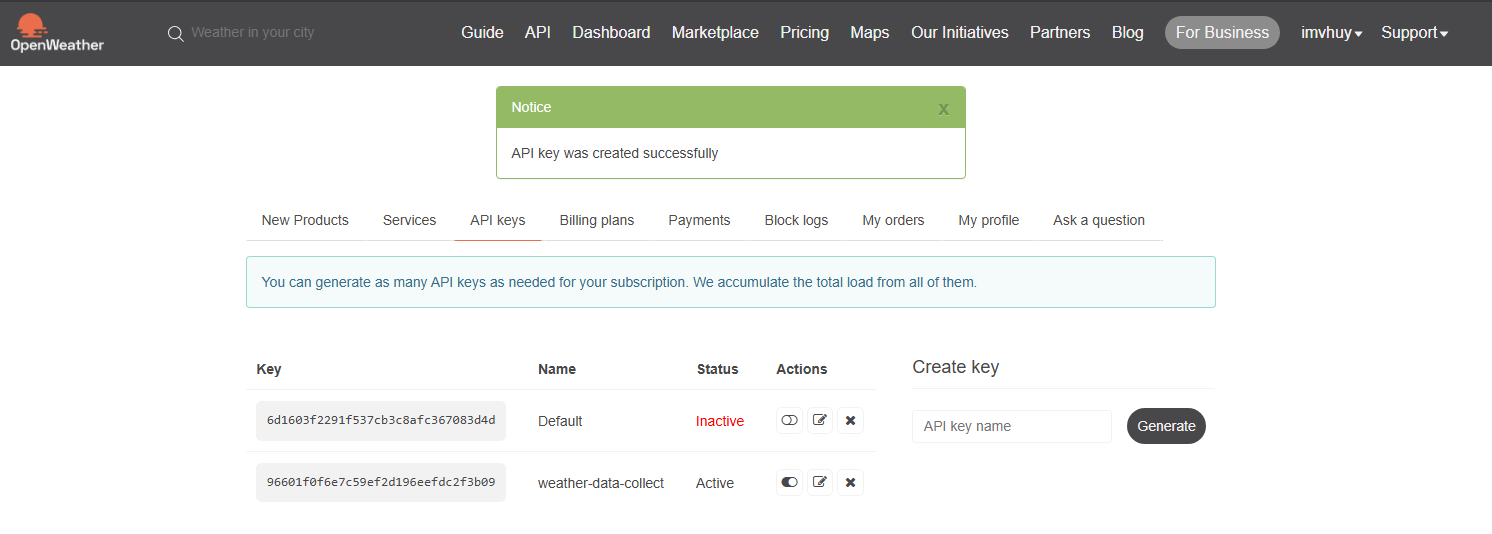 OpenWeather
Weather in your city
Guide API Dashboard Marketplace Pricing Maps Our Initiatives Partners Blog For Business imvhuy Support
Notice x
API key was created successfully
New Products Services API keys Billing plans Payments Block logs My orders My profile Ask a question
You can generate as many API keys as needed for your subscription. We accumulate the total load from all of them.
Key Name Status Actions
6d1603f2291f537cb3c8afc367083d4d Default Inactive
96601f0f6e7c59ef2d196eefdc2f3b09 weather-data-collect Active
Create key
API key name Generate